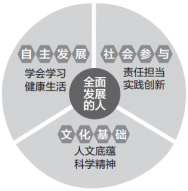 自主发展
学会学习
健康生活
社会参与
责任担当
实践创新
全面
发展
的人
文化基础
人文底蕴
科学精神